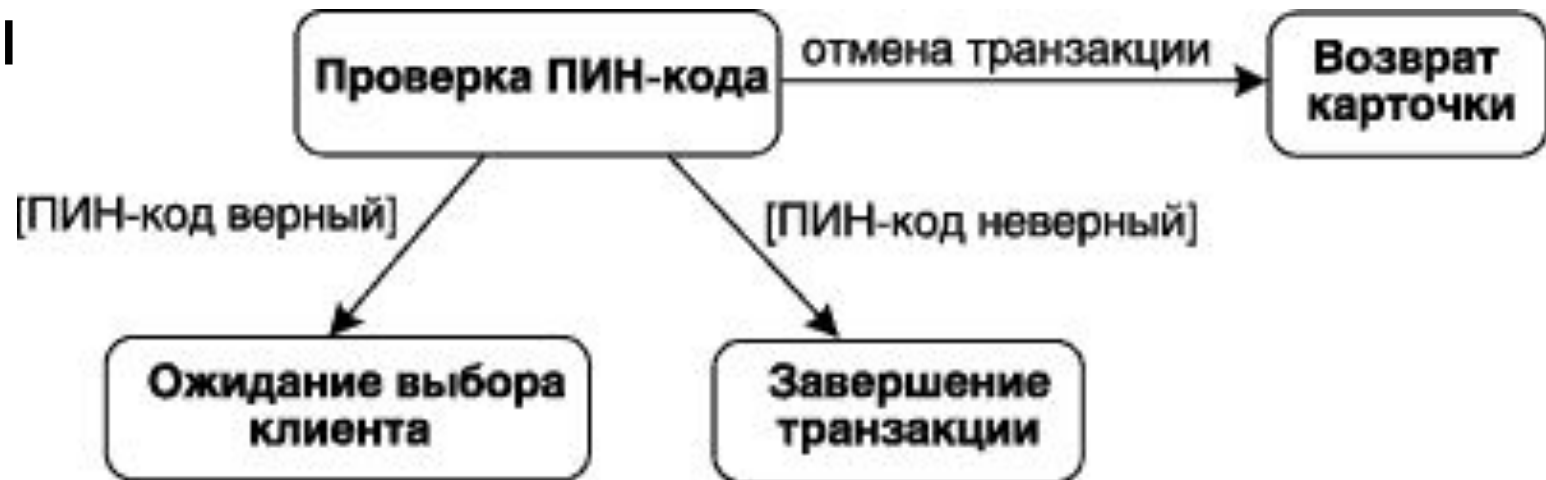 Проверка ПИН-кода
отмена транзакции
Возврат
карточки
[ПИН-код верный]
[ПИН-код неверный]
Ожидание выбора
клиента
Завершение
транзакции